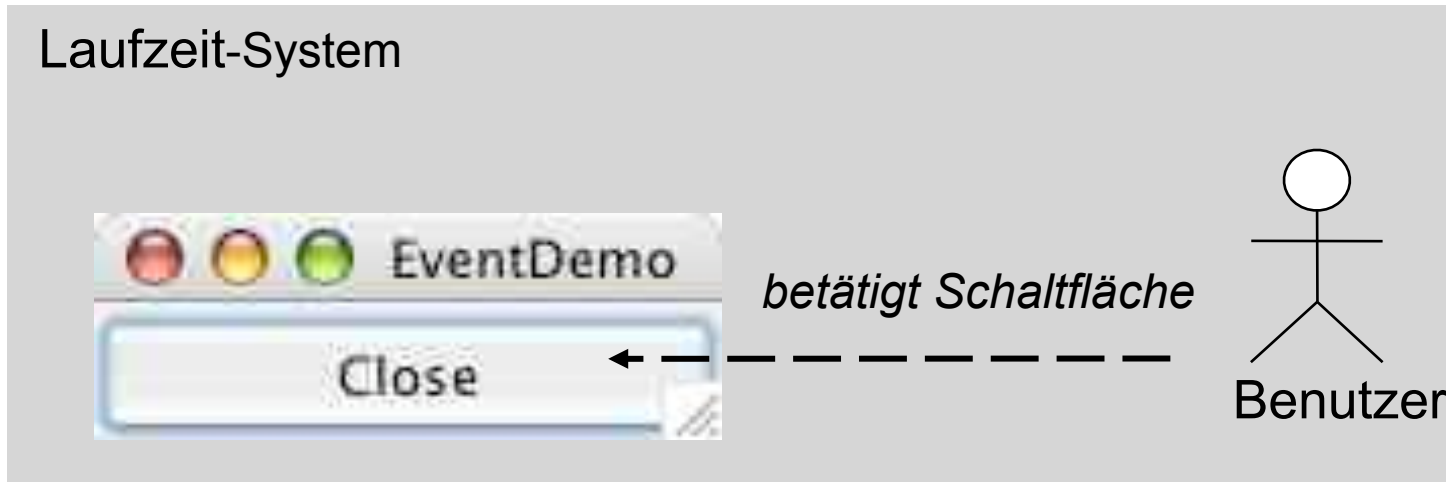 Laufzeit-System
EventDemo
betätigt Schaltfläche
Close
Benutzer